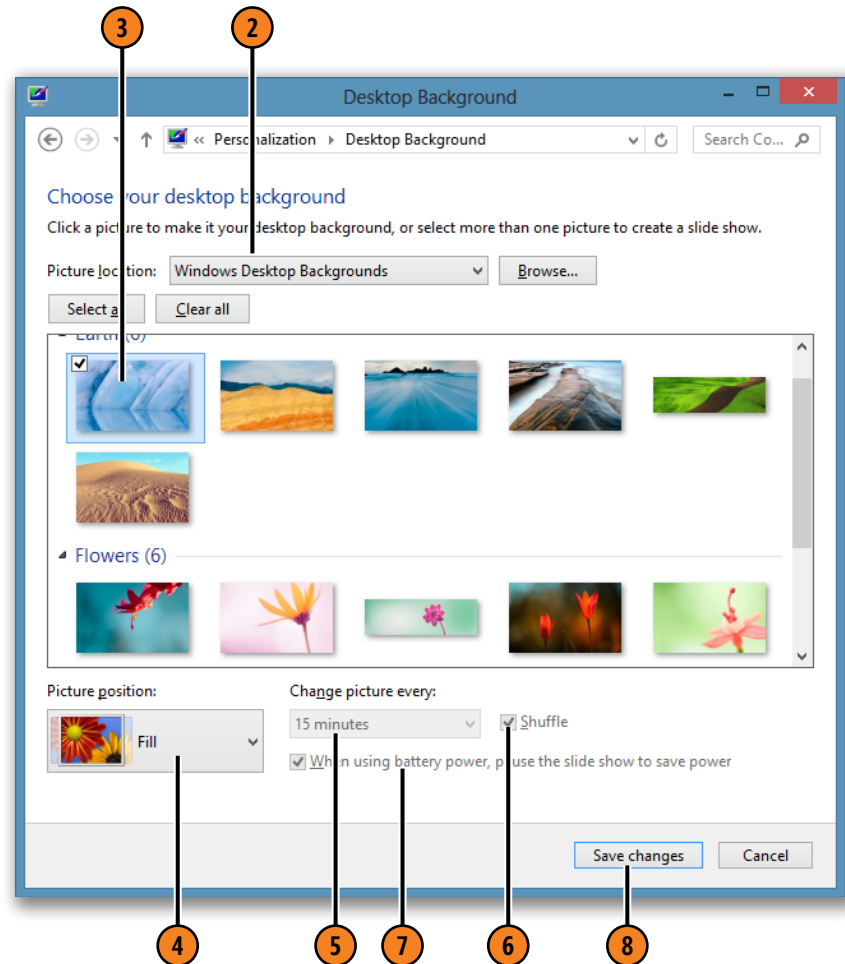 3 2
Desktop Background
« Personalization Desktop Background Search Co...
Choose your desktop background
Click a picture to make it your desktop background, or select more than one picture to create a slide show.
Picture location: Windows Desktop Backgrounds Browse...
Select all Clear all
Earth (6)
Flowers (6)
Picture position: Change picture every:
Fill 15 minutes Shuffle
When using battery power, pause the slide show to save power
Save changes Cancel
4 5 7 6 8